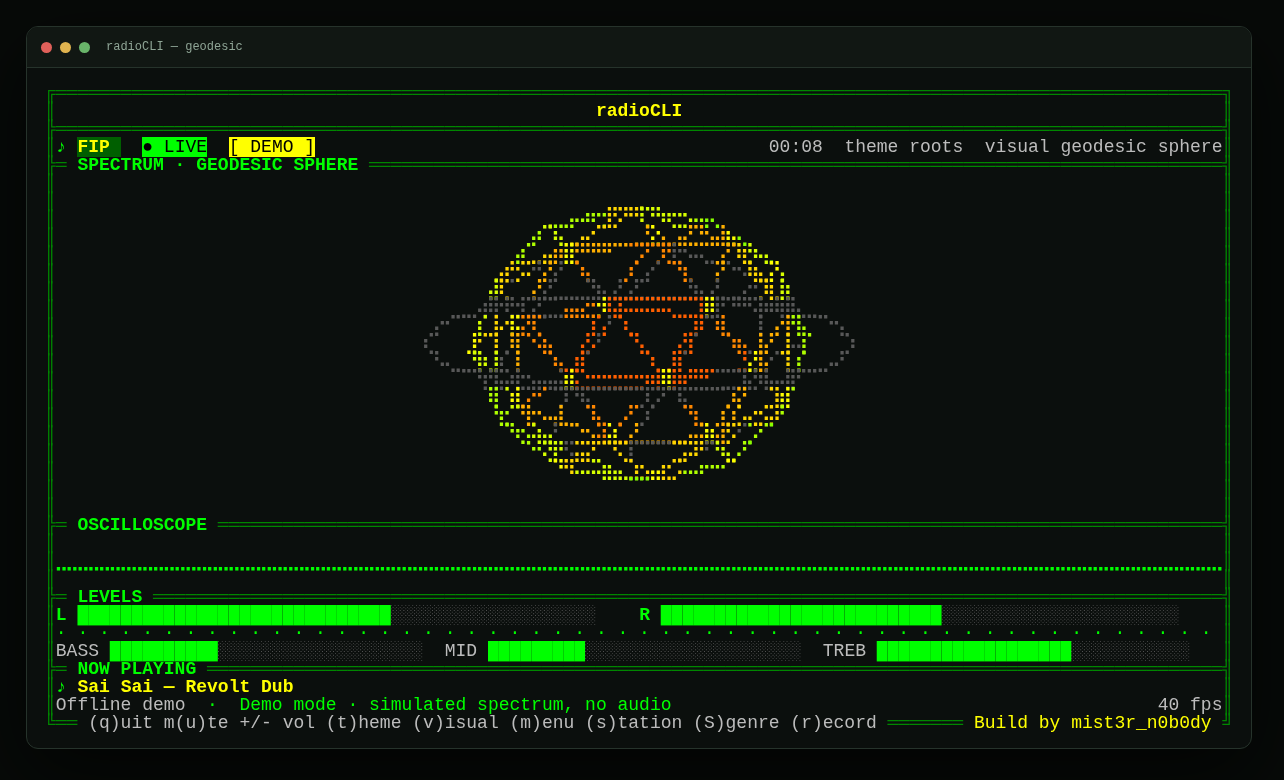 radioCLI — geodesic
radioCLI
♪ FIP ● LIVE [ DEMO ] 00:08 theme roots visual geodesic sphere
SPECTRUM · GEODESIC SPHERE
OSCILLOSCOPE
LEVELS
L R
BASS MID TREB
NOW PLAYING
♪ Sai Sai — Revolt Dub
Offline demo · Demo mode · simulated spectrum, no audio 40 fps
(q)uit m(u)te +/- vol (t)heme (v)isual (m)enu (s)tation (S)genre (r)ecord Build by mist3r_n0b0dy